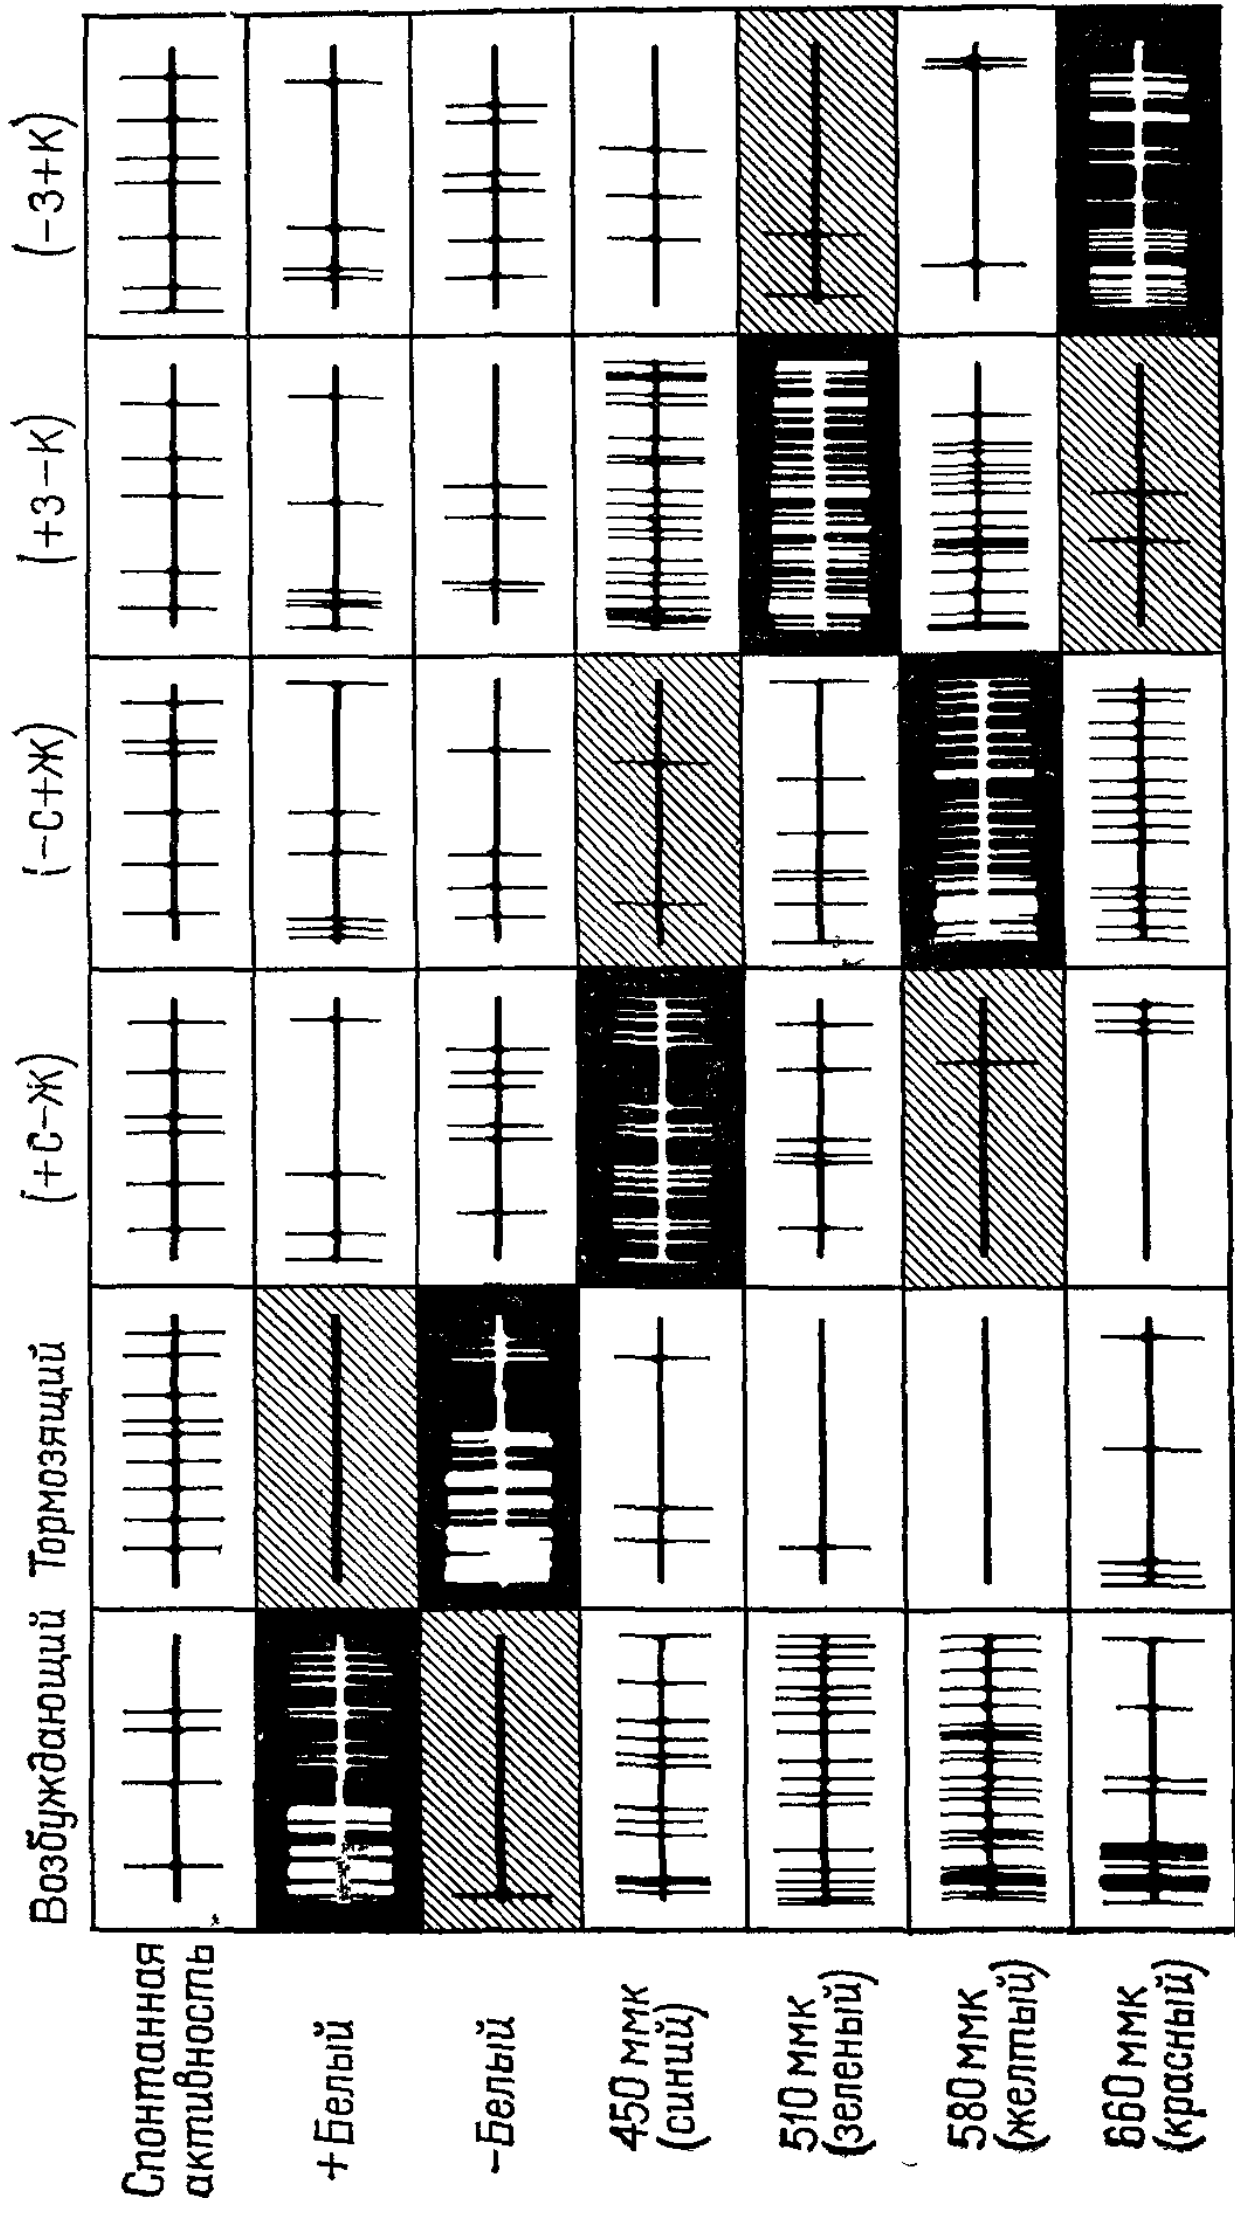 Возбуждающий Тормозящий (+С−Ж) (−С+Ж) (+З−К) (−З+К)
Спонтанная
активность
+Белый
−Белый
450 ммк
(синий)
510 ммк
(зеленый)
580 ммк
(желтый)
660 ммк
(красный)